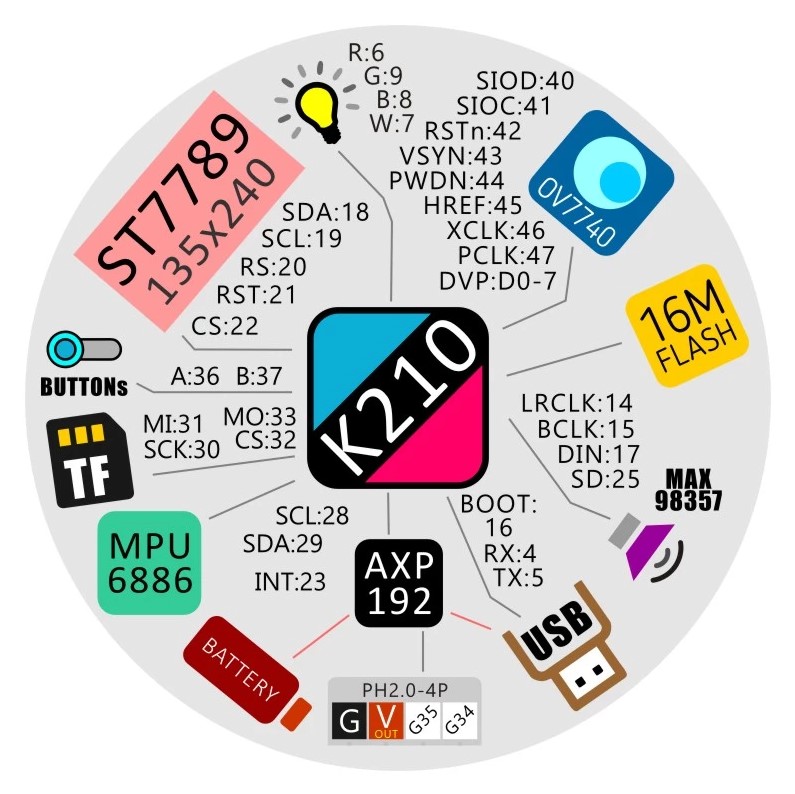 R:6
G:9
B:8
W:7
SIOD:40
SIOC:41
RSTn:42
VSYN:43
PWDN:44
HREF:45
XCLK:46
PCLK:47
DVP:D0-7
OV7740
ST7789
135x240
SDA:18
SCL:19
RS:20
RST:21
CS:22
16M
FLASH
K210
BUTTONs
A:36 B:37
TF
MI:31 MO:33
SCK:30 CS:32
LRCLK:14
BCLK:15
DIN:17
SD:25
MAX
98357
MPU
6886
SCL:28
SDA:29
INT:23
AXP
192
BOOT:
16
RX:4
TX:5
USB
BATTERY
PH2.0-4P
G V OUT G35 G34